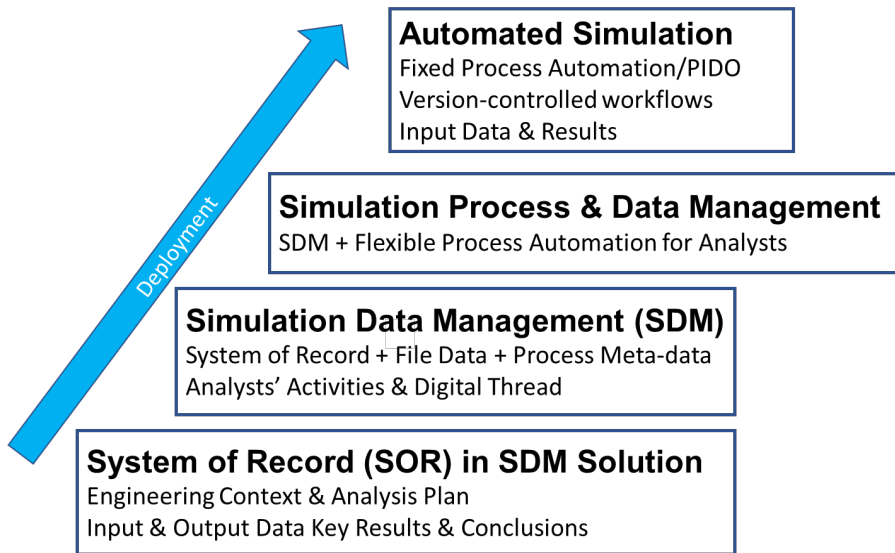 Automated Simulation
Fixed Process Automation/PIDO
Version-controlled workflows
Input Data & Results
Deployment
Simulation Process & Data Management
SDM + Flexible Process Automation for Analysts
Simulation Data Management (SDM)
System of Record + File Data + Process Meta-data
Analysts’ Activities & Digital Thread
System of Record (SOR) in SDM Solution
Engineering Context & Analysis Plan
Input & Output Data Key Results & Conclusions